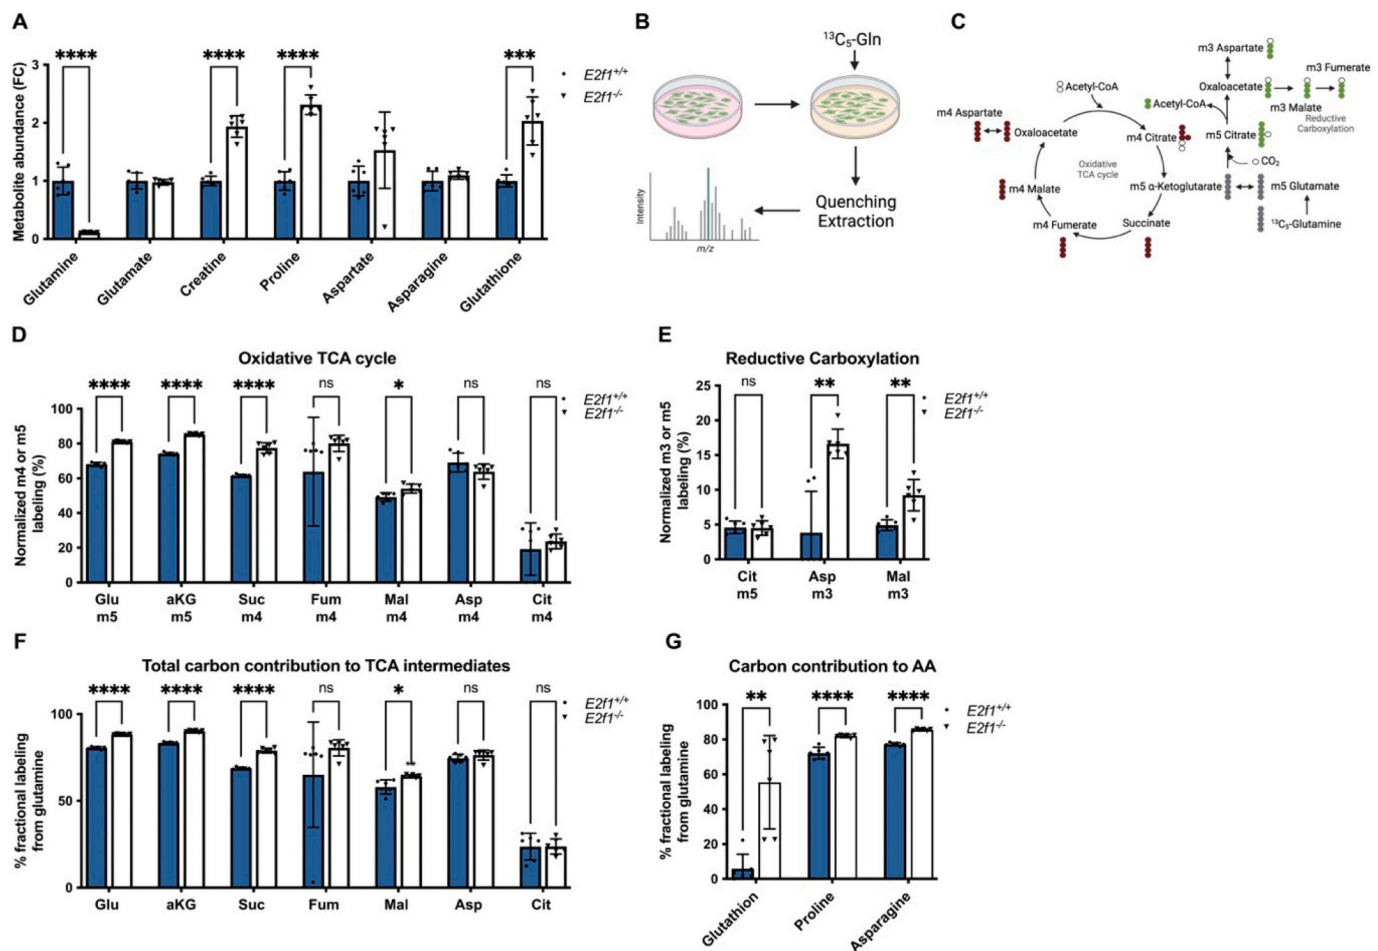 A
****
****
****
***
E2f1+/+
E2f1-/-
Metabolite abundance (FC)
3
2
1
0
Glutamine
Glutamate
Creatine
Proline
Aspartate
Asparagine
Glutathione
B
13C5-Gln
Quenching
Extraction
Intensity
m/z
C
m3 Aspartate
m3 Fumerate
Oxaloacetate
Acetyl-CoA
Acetyl-CoA
m3 Malate
Reductive
Carboxylation
m4 Aspartate
Oxaloacetate
m4 Citrate
m5 Citrate
Oxidative
TCA cycle
CO2
m4 Malate
m5 α-Ketoglutarate
m5 Glutamate
m4 Fumerate
Succinate
13C5-Glutamine
D
Oxidative TCA cycle
****
****
****
ns
*
ns
ns
E2f1+/+
E2f1-/-
Normalized m4 or m5
labeling (%)
100
80
60
40
20
0
Glu
m5
aKG
m5
Suc
m4
Fum
m4
Mal
m4
Asp
m4
Cit
m4
E
Reductive Carboxylation
ns
**
**
E2f1+/+
E2f1-/-
Normalized m3 or m5
labeling (%)
25
20
15
10
5
0
Cit
m5
Asp
m3
Mal
m3
F
Total carbon contribution to TCA intermediates
****
****
****
ns
*
ns
ns
E2f1+/+
E2f1-/-
% fractional labeling
from glutamine
100
50
0
Glu
aKG
Suc
Fum
Mal
Asp
Cit
G
Carbon contribution to AA
**
****
****
E2f1+/+
E2f1-/-
% fractional labeling
from glutamine
100
80
60
40
20
0
Glutathion
Proline
Asparagine